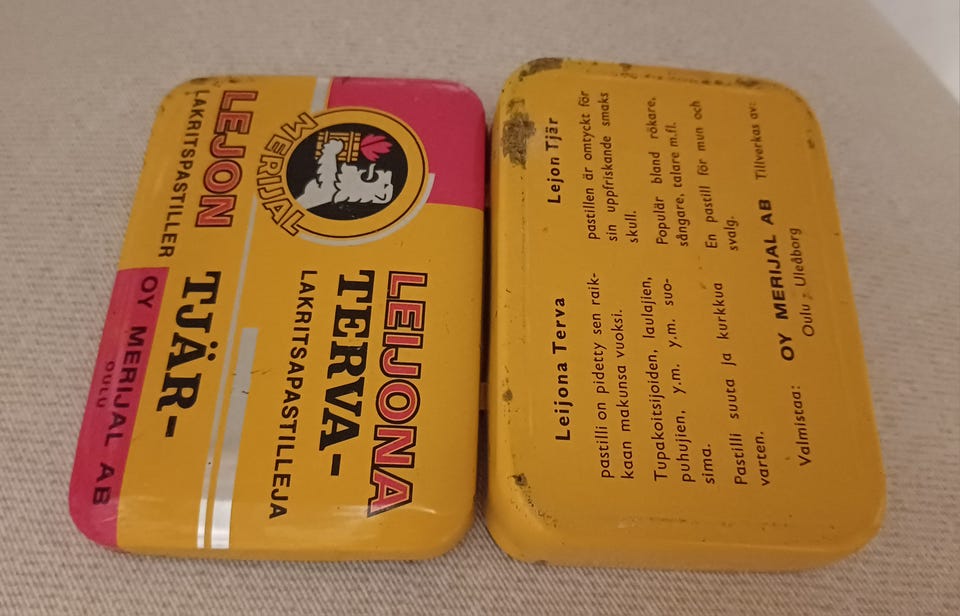 MERIJAL
LEIJONA
TERVA-
LAKRITSAPASTILLEJA
LEJON
TJÄR-
LAKRITSPASTILLER
OY MERIJAL AB
OULU
Leijona Terva
pastilli on pidetty sen raik-
kaan makunsa vuoksi.
Tupakoitsijoiden, laulajien,
puhujien, y.m. y.m. suo-
sima.
Pastilli suuta ja kurkkua
varten.
Lejon Tjär
pastillen är omtyckt för
sin uppfriskande smaks
skull.
Populär bland rökare,
sångare, talare m.fl.
En pastill för mun och
svalg.
Valmistaa: OY MERIJAL AB Tillverkas av:
Oulu - Uleåborg